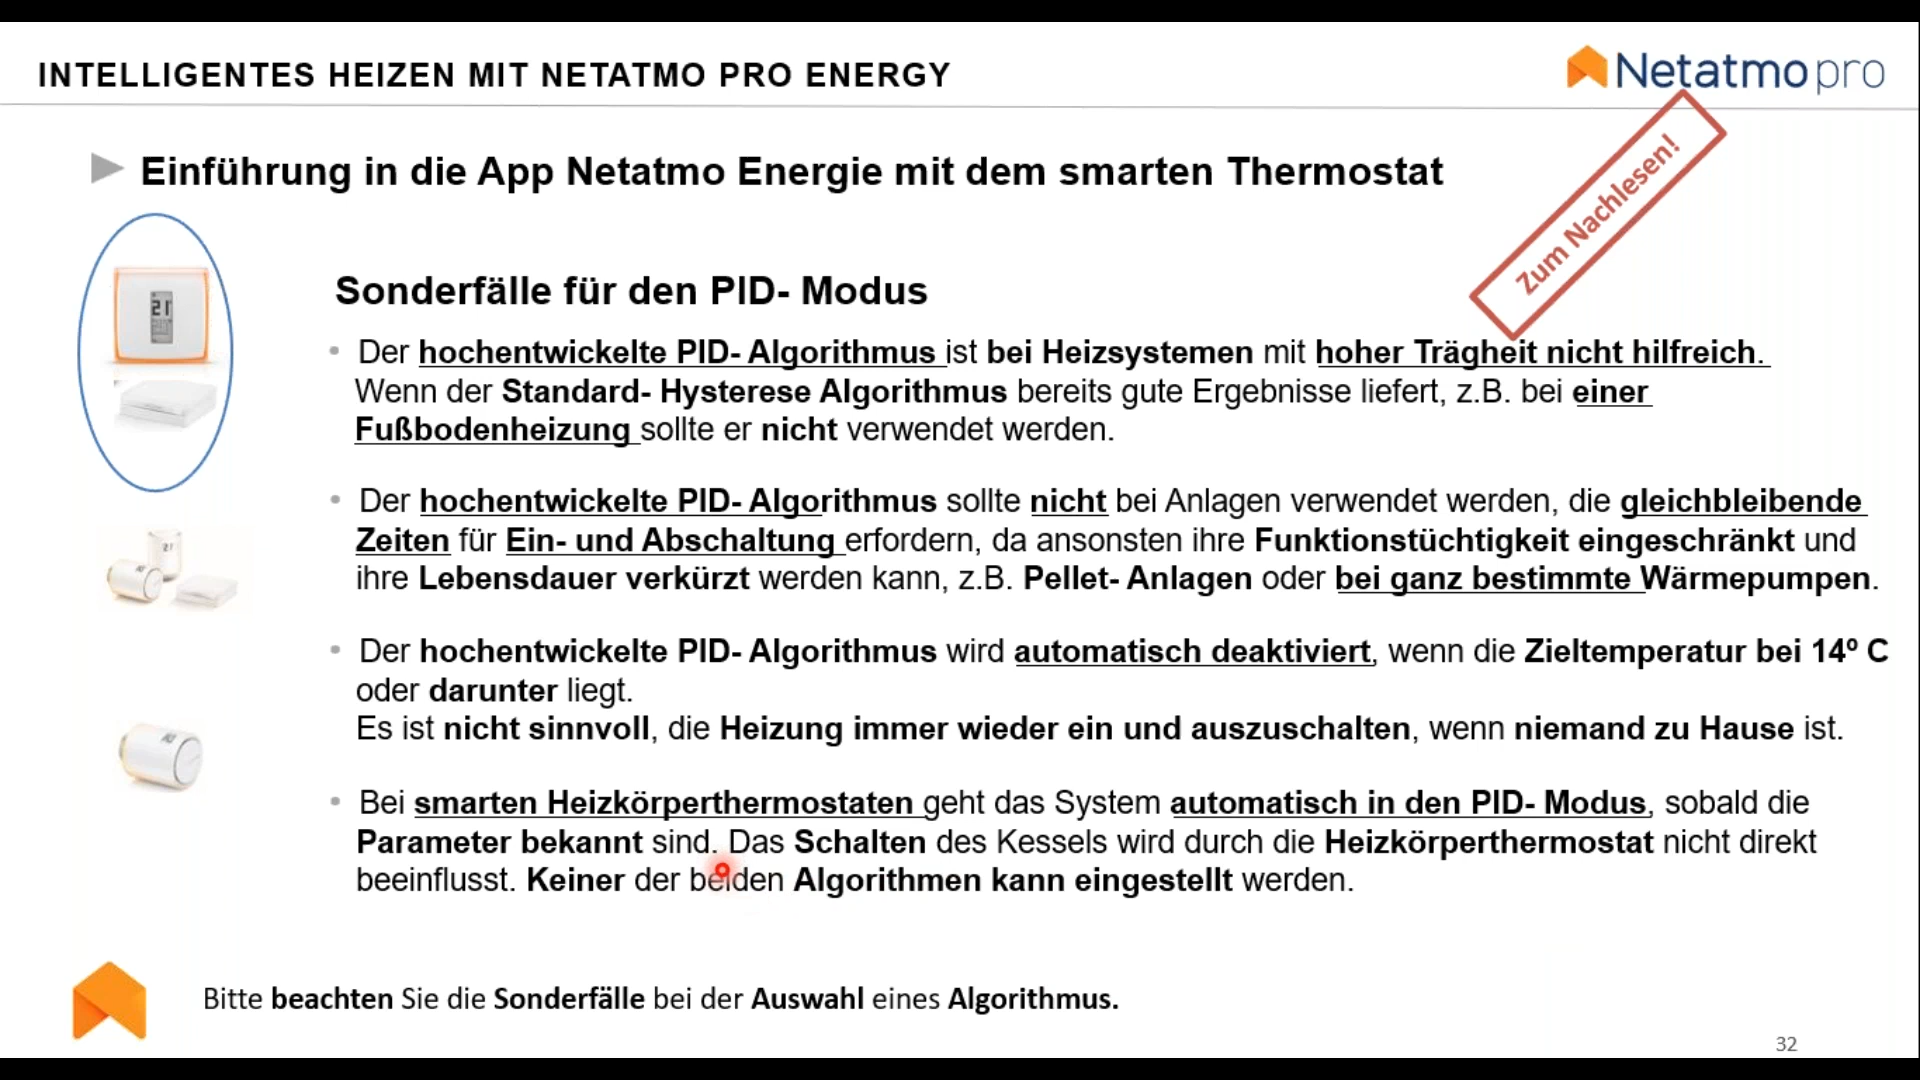 INTELLIGENTES HEIZEN MIT NETATMO PRO ENERGY
Netatmo pro
Zum Nachlesen!
Einführung in die App Netatmo Energie mit dem smarten Thermostat
21
Sonderfälle für den PID- Modus
• Der hochentwickelte PID- Algorithmus ist bei Heizsystemen mit hoher Trägheit nicht hilfreich.
Wenn der Standard- Hysterese Algorithmus bereits gute Ergebnisse liefert, z.B. bei einer
Fußbodenheizung sollte er nicht verwendet werden.
• Der hochentwickelte PID- Algorithmus sollte nicht bei Anlagen verwendet werden, die gleichbleibende
Zeiten für Ein- und Abschaltung erfordern, da ansonsten ihre Funktionstüchtigkeit eingeschränkt und
ihre Lebensdauer verkürzt werden kann, z.B. Pellet- Anlagen oder bei ganz bestimmte Wärmepumpen.
• Der hochentwickelte PID- Algorithmus wird automatisch deaktiviert, wenn die Zieltemperatur bei 14º C
oder darunter liegt.
Es ist nicht sinnvoll, die Heizung immer wieder ein und auszuschalten, wenn niemand zu Hause ist.
• Bei smarten Heizkörperthermostaten geht das System automatisch in den PID- Modus, sobald die
Parameter bekannt sind. Das Schalten des Kessels wird durch die Heizkörperthermostat nicht direkt
beeinflusst. Keiner der beiden Algorithmen kann eingestellt werden.
Bitte beachten Sie die Sonderfälle bei der Auswahl eines Algorithmus.
32